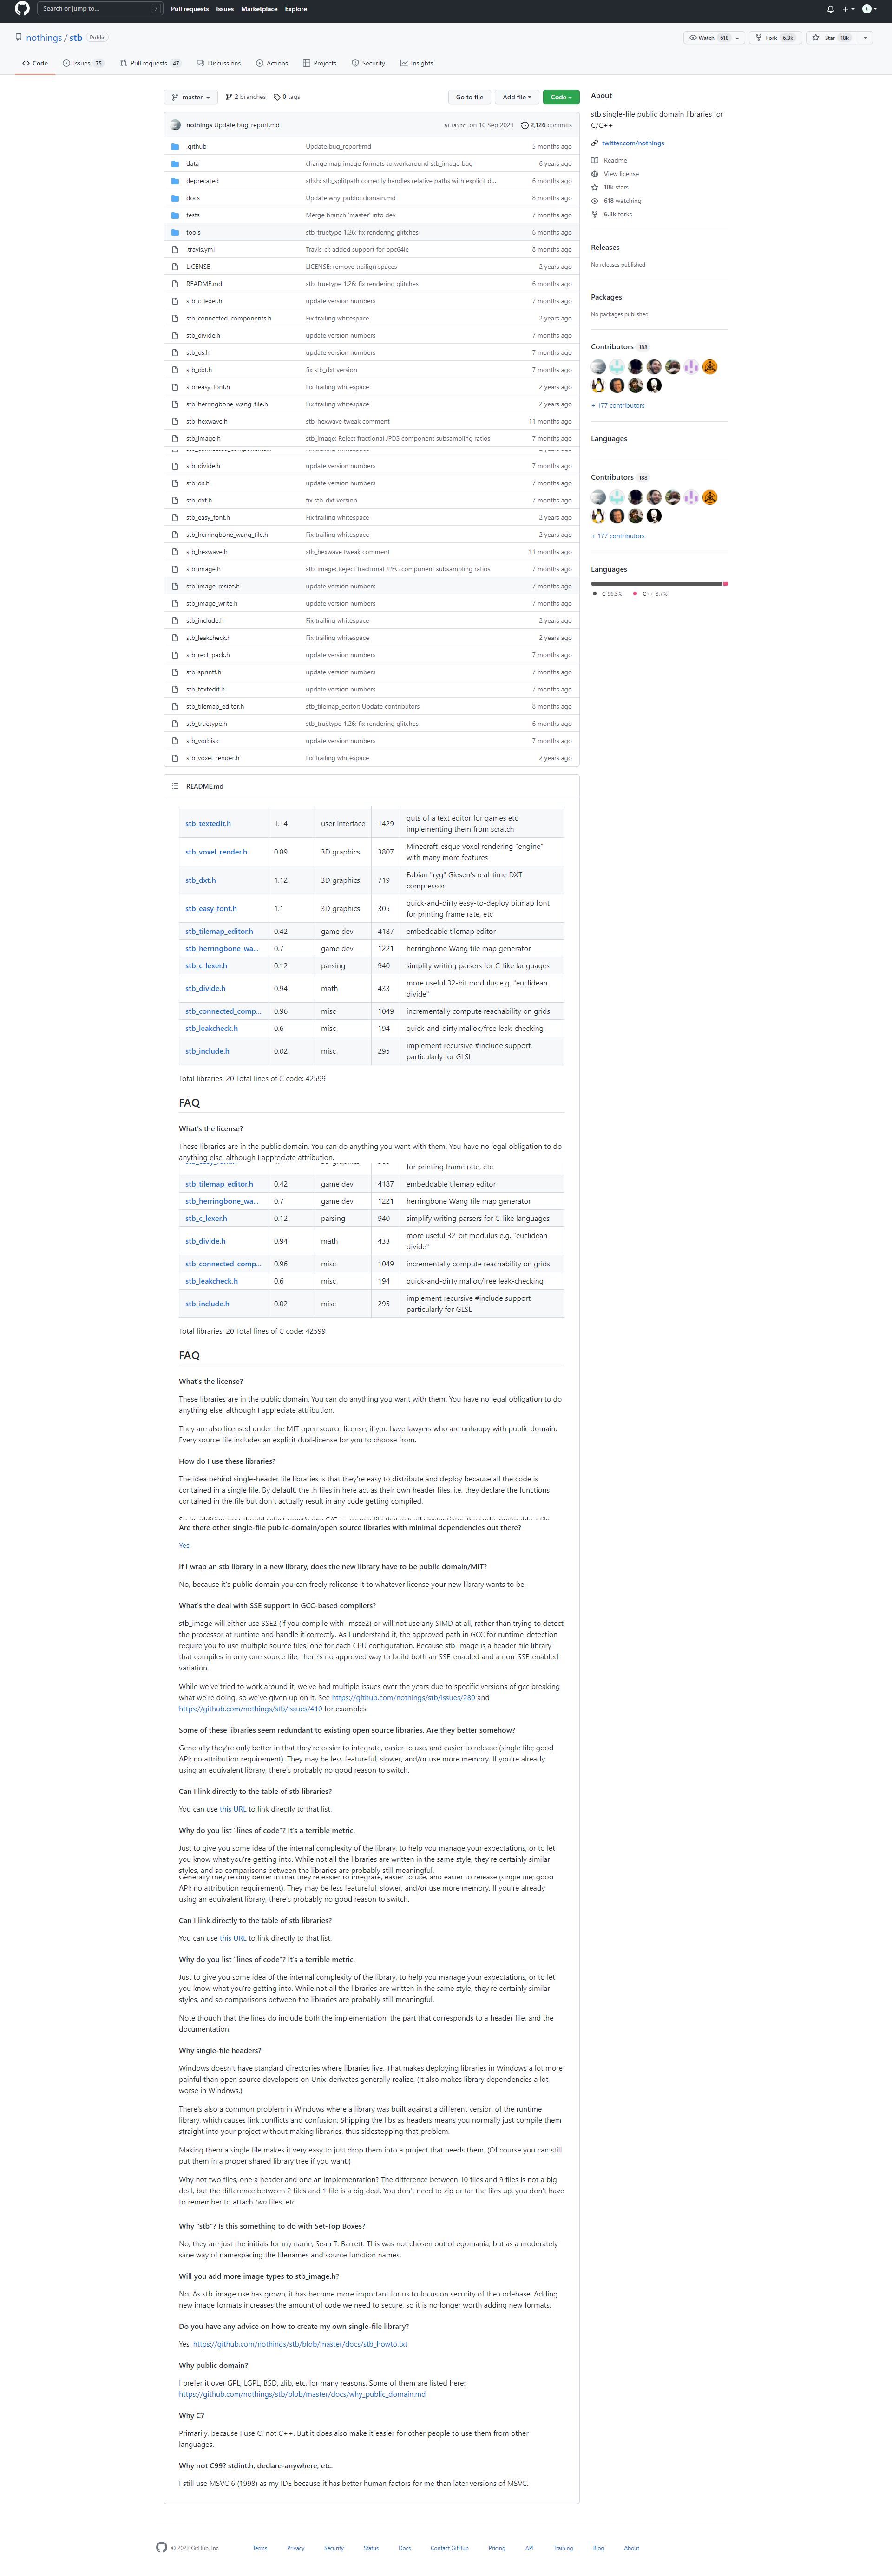 Search or jump to... /
Pull requests Issues Marketplace Explore
nothings / stb Public
Watch 618 Fork 6.3k Star 18k
Code Issues 75 Pull requests 47 Discussions Actions Projects Security Insights
master 2 branches 0 tags Go to file Add file Code
nothings Update bug_report.md ef1a5bc on 10 Sep 2021 2,126 commits
.github Update bug_report.md 5 months ago
data change map image formats to workaround stb_image bug 6 years ago
deprecated stb.h: stb_splitpath correctly handles relative paths with explicit d... 6 months ago
docs Update why_public_domain.md 8 months ago
tests Merge branch 'master' into dev 7 months ago
tools stb_truetype 1.26: fix rendering glitches 6 months ago
.travis.yml Travis-ci: added support for ppc64le 8 months ago
LICENSE LICENSE: remove trailign spaces 2 years ago
README.md stb_truetype 1.26: fix rendering glitches 6 months ago
stb_c_lexer.h update version numbers 7 months ago
stb_connected_components.h Fix trailing whitespace 2 years ago
stb_divide.h update version numbers 7 months ago
stb_ds.h update version numbers 7 months ago
stb_dxt.h fix stb_dxt version 7 months ago
stb_easy_font.h Fix trailing whitespace 2 years ago
stb_herringbone_wang_tile.h Fix trailing whitespace 2 years ago
stb_hexwave.h stb_hexwave tweak comment 11 months ago
stb_image.h stb_image: Reject fractional JPEG component subsampling ratios 7 months ago
stb_divide.h update version numbers 7 months ago
stb_ds.h update version numbers 7 months ago
stb_dxt.h fix stb_dxt version 7 months ago
stb_easy_font.h Fix trailing whitespace 2 years ago
stb_herringbone_wang_tile.h Fix trailing whitespace 2 years ago
stb_hexwave.h stb_hexwave tweak comment 11 months ago
stb_image.h stb_image: Reject fractional JPEG component subsampling ratios 7 months ago
stb_image_resize.h update version numbers 7 months ago
stb_image_write.h update version numbers 7 months ago
stb_include.h Fix trailing whitespace 2 years ago
stb_leakcheck.h Fix trailing whitespace 2 years ago
stb_rect_pack.h update version numbers 7 months ago
stb_sprintf.h update version numbers 7 months ago
stb_textedit.h update version numbers 7 months ago
stb_tilemap_editor.h stb_tilemap_editor: Update contributors 8 months ago
stb_truetype.h stb_truetype 1.26: fix rendering glitches 6 months ago
stb_vorbis.c update version numbers 7 months ago
stb_voxel_render.h Fix trailing whitespace 2 years ago
About
stb single-file public domain libraries for
C/C++
twitter.com/nothings
Readme
View license
18k stars
618 watching
6.3k forks
Releases
No releases published
Packages
No packages published
Contributors 188
+ 177 contributors
Languages
Contributors 188
+ 177 contributors
Languages
C 96.3% C++ 3.7%
README.md
stb_textedit.h 1.14 user interface 1429 guts of a text editor for games etc
implementing them from scratch
stb_voxel_render.h 0.89 3D graphics 3807 Minecraft-esque voxel rendering "engine"
with many more features
stb_dxt.h 1.12 3D graphics 719 Fabian "ryg" Giesen's real-time DXT
compressor
stb_easy_font.h 1.1 3D graphics 305 quick-and-dirty easy-to-deploy bitmap font
for printing frame rate, etc
stb_tilemap_editor.h 0.42 game dev 4187 embeddable tilemap editor
stb_herringbone_wa... 0.7 game dev 1221 herringbone Wang tile map generator
stb_c_lexer.h 0.12 parsing 940 simplify writing parsers for C-like languages
stb_divide.h 0.94 math 433 more useful 32-bit modulus e.g. "euclidean
divide"
stb_connected_comp... 0.96 misc 1049 incrementally compute reachability on grids
stb_leakcheck.h 0.6 misc 194 quick-and-dirty malloc/free leak-checking
stb_include.h 0.02 misc 295 implement recursive #include support,
particularly for GLSL
Total libraries: 20 Total lines of C code: 42599
FAQ
What's the license?
These libraries are in the public domain. You can do anything you want with them. You have no legal obligation to do
anything else, although I appreciate attribution.
for printing frame rate, etc
stb_tilemap_editor.h 0.42 game dev 4187 embeddable tilemap editor
stb_herringbone_wa... 0.7 game dev 1221 herringbone Wang tile map generator
stb_c_lexer.h 0.12 parsing 940 simplify writing parsers for C-like languages
stb_divide.h 0.94 math 433 more useful 32-bit modulus e.g. "euclidean
divide"
stb_connected_comp... 0.96 misc 1049 incrementally compute reachability on grids
stb_leakcheck.h 0.6 misc 194 quick-and-dirty malloc/free leak-checking
stb_include.h 0.02 misc 295 implement recursive #include support,
particularly for GLSL
Total libraries: 20 Total lines of C code: 42599
FAQ
What's the license?
These libraries are in the public domain. You can do anything you want with them. You have no legal obligation to do
anything else, although I appreciate attribution.
They are also licensed under the MIT open source license, if you have lawyers who are unhappy with public domain.
Every source file includes an explicit dual-license for you to choose from.
How do I use these libraries?
The idea behind single-header file libraries is that they're easy to distribute and deploy because all the code is
contained in a single file. By default, the .h files in here act as their own header files, i.e. they declare the functions
contained in the file but don't actually result in any code getting compiled.
Are there other single-file public-domain/open source libraries with minimal dependencies out there?
Yes.
If I wrap an stb library in a new library, does the new library have to be public domain/MIT?
No, because it's public domain you can freely relicense it to whatever license your new library wants to be.
What's the deal with SSE support in GCC-based compilers?
stb_image will either use SSE2 (if you compile with -msse2) or will not use any SIMD at all, rather than trying to detect
the processor at runtime and handle it correctly. As I understand it, the approved path in GCC for runtime-detection
require you to use multiple source files, one for each CPU configuration. Because stb_image is a header-file library
that compiles in only one source file, there's no approved way to build both an SSE-enabled and a non-SSE-enabled
variation.
While we've tried to work around it, we've had multiple issues over the years due to specific versions of gcc breaking
what we're doing, so we've given up on it. See https://github.com/nothings/stb/issues/280 and
https://github.com/nothings/stb/issues/410 for examples.
Some of these libraries seem redundant to existing open source libraries. Are they better somehow?
Generally they're only better in that they're easier to integrate, easier to use, and easier to release (single file; good
API; no attribution requirement). They may be less featureful, slower, and/or use more memory. If you're already
using an equivalent library, there's probably no good reason to switch.
Can I link directly to the table of stb libraries?
You can use this URL to link directly to that list.
Why do you list "lines of code"? It's a terrible metric.
Just to give you some idea of the internal complexity of the library, to help you manage your expectations, or to let
you know what you're getting into. While not all the libraries are written in the same style, they're certainly similar
styles, and so comparisons between the libraries are probably still meaningful.
Generally they're only better in that they're easier to integrate, easier to use, and easier to release (single file; good
API; no attribution requirement). They may be less featureful, slower, and/or use more memory. If you're already
using an equivalent library, there's probably no good reason to switch.
Can I link directly to the table of stb libraries?
You can use this URL to link directly to that list.
Why do you list "lines of code"? It's a terrible metric.
Just to give you some idea of the internal complexity of the library, to help you manage your expectations, or to let
you know what you're getting into. While not all the libraries are written in the same style, they're certainly similar
styles, and so comparisons between the libraries are probably still meaningful.
Note though that the lines do include both the implementation, the part that corresponds to a header file, and the
documentation.
Why single-file headers?
Windows doesn't have standard directories where libraries live. That makes deploying libraries in Windows a lot more
painful than open source developers on Unix-derivates generally realize. (It also makes library dependencies a lot
worse in Windows.)
There's also a common problem in Windows where a library was built against a different version of the runtime
library, which causes link conflicts and confusion. Shipping the libs as headers means you normally just compile them
straight into your project without making libraries, thus sidestepping that problem.
Making them a single file makes it very easy to just drop them into a project that needs them. (Of course you can still
put them in a proper shared library tree if you want.)
Why not two files, one a header and one an implementation? The difference between 10 files and 9 files is not a big
deal, but the difference between 2 files and 1 file is a big deal. You don't need to zip or tar the files up, you don't have
to remember to attach two files, etc.
Why "stb"? Is this something to do with Set-Top Boxes?
No, they are just the initials for my name, Sean T. Barrett. This was not chosen out of egomania, but as a moderately
sane way of namespacing the filenames and source function names.
Will you add more image types to stb_image.h?
No. As stb_image use has grown, it has become more important for us to focus on security of the codebase. Adding
new image formats increases the amount of code we need to secure, so it is no longer worth adding new formats.
Do you have any advice on how to create my own single-file library?
Yes. https://github.com/nothings/stb/blob/master/docs/stb_howto.txt
Why public domain?
I prefer it over GPL, LGPL, BSD, zlib, etc. for many reasons. Some of them are listed here:
https://github.com/nothings/stb/blob/master/docs/why_public_domain.md
Why C?
Primarily, because I use C, not C++. But it does also make it easier for other people to use them from other
languages.
Why not C99? stdint.h, declare-anywhere, etc.
I still use MSVC 6 (1998) as my IDE because it has better human factors for me than later versions of MSVC.
© 2022 GitHub, Inc. Terms Privacy Security Status Docs Contact GitHub Pricing API Training Blog About